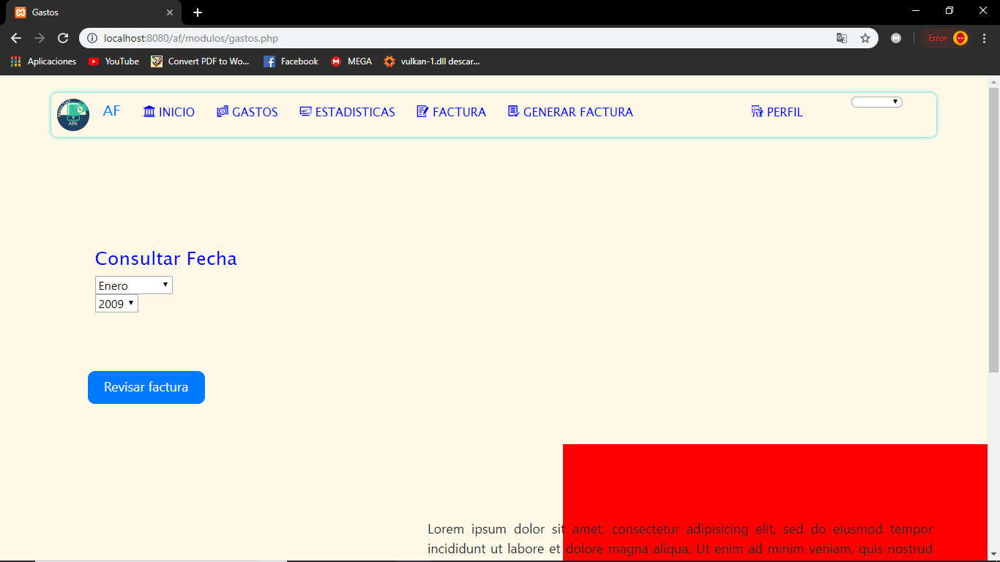 Gastos
localhost:8080/af/modulos/gastos.php
Error
Aplicaciones YouTube Convert PDF to Wo... Facebook MEGA vulkan-1.dll descar...
AF INICIO GASTOS ESTADISTICAS FACTURA GENERAR FACTURA PERFIL
AFA
Consultar Fecha
Enero
2009
Revisar factura
Lorem ipsum dolor sit amet, consectetur adipisicing elit, sed do eiusmod tempor
incididunt ut labore et dolore magna aliqua. Ut enim ad minim veniam, quis nostrud